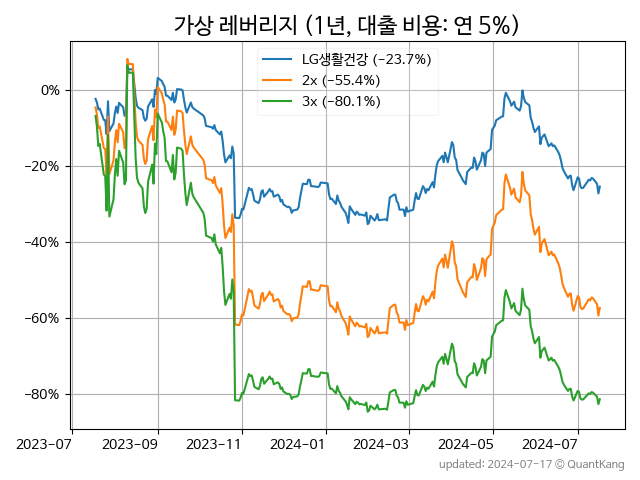 가상 레버리지 (1년, 대출 비용: 연 5%)
LG생활건강 (−23.7%)
2x (−55.4%)
3x (−80.1%)
0%
−20%
−40%
−60%
−80%
2023-07 2023-09 2023-11 2024-01 2024-03 2024-05 2024-07
updated: 2024-07-17 © QuantKang